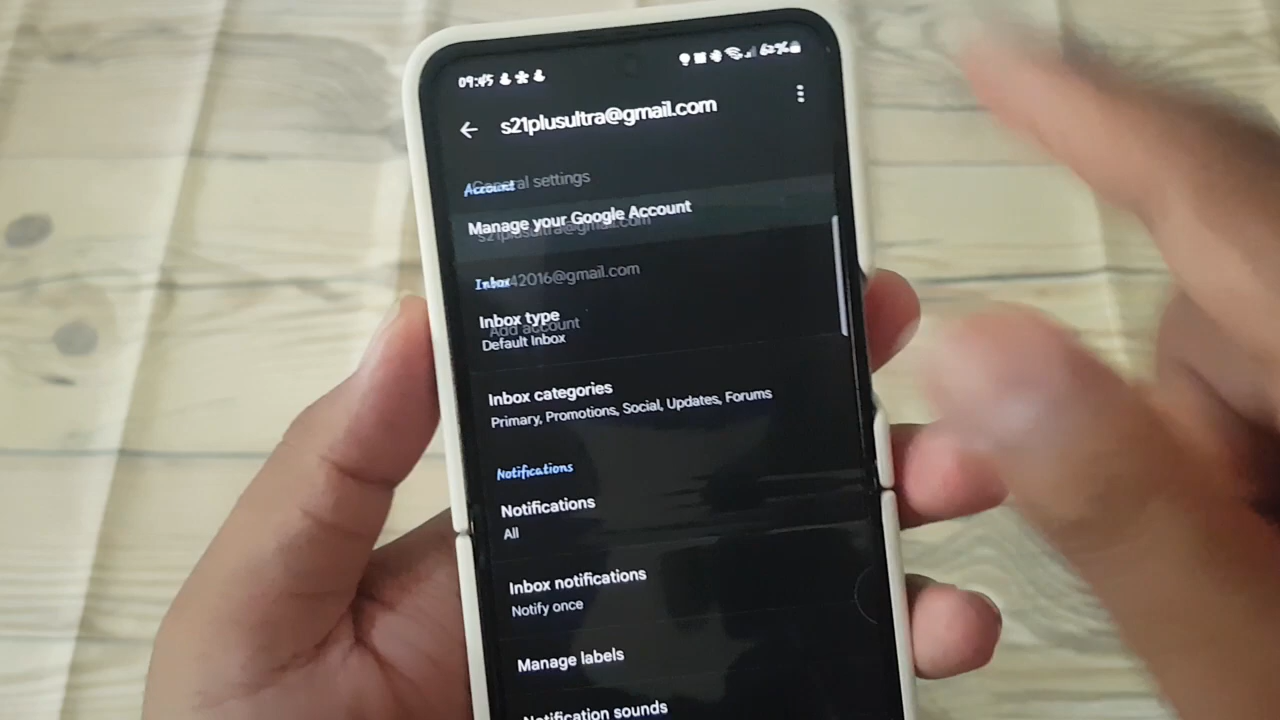 09:45
62%
s21plusultra@gmail.com
Account
General settings
Manage your Google Account
s21plusultra@gmail.com
Inbox
42016@gmail.com
Inbox type
Add account
Default Inbox
Inbox categories
Primary, Promotions, Social, Updates, Forums
Notifications
Notifications
All
Inbox notifications
Notify once
Manage labels
Notification sounds